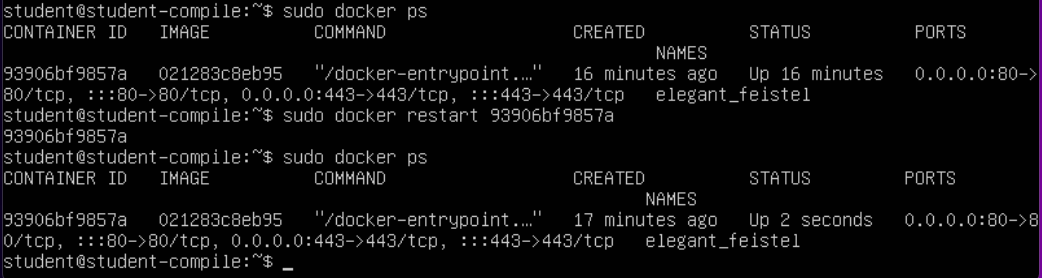 student@student-compile:~$ sudo docker ps
CONTAINER ID   IMAGE          COMMAND                  CREATED          STATUS          PORTS
                                                                  NAMES
93906bf9857a   021283c8eb95   "/docker-entrypoint.…"   16 minutes ago   Up 16 minutes   0.0.0.0:80->
80/tcp, :::80->80/tcp, 0.0.0.0:443->443/tcp, :::443->443/tcp   elegant_feistel
student@student-compile:~$ sudo docker restart 93906bf9857a
93906bf9857a
student@student-compile:~$ sudo docker ps
CONTAINER ID   IMAGE          COMMAND                  CREATED          STATUS         PORTS
                                                                 NAMES
93906bf9857a   021283c8eb95   "/docker-entrypoint.…"   17 minutes ago   Up 2 seconds   0.0.0.0:80->8
0/tcp, :::80->80/tcp, 0.0.0.0:443->443/tcp, :::443->443/tcp   elegant_feistel
student@student-compile:~$ _